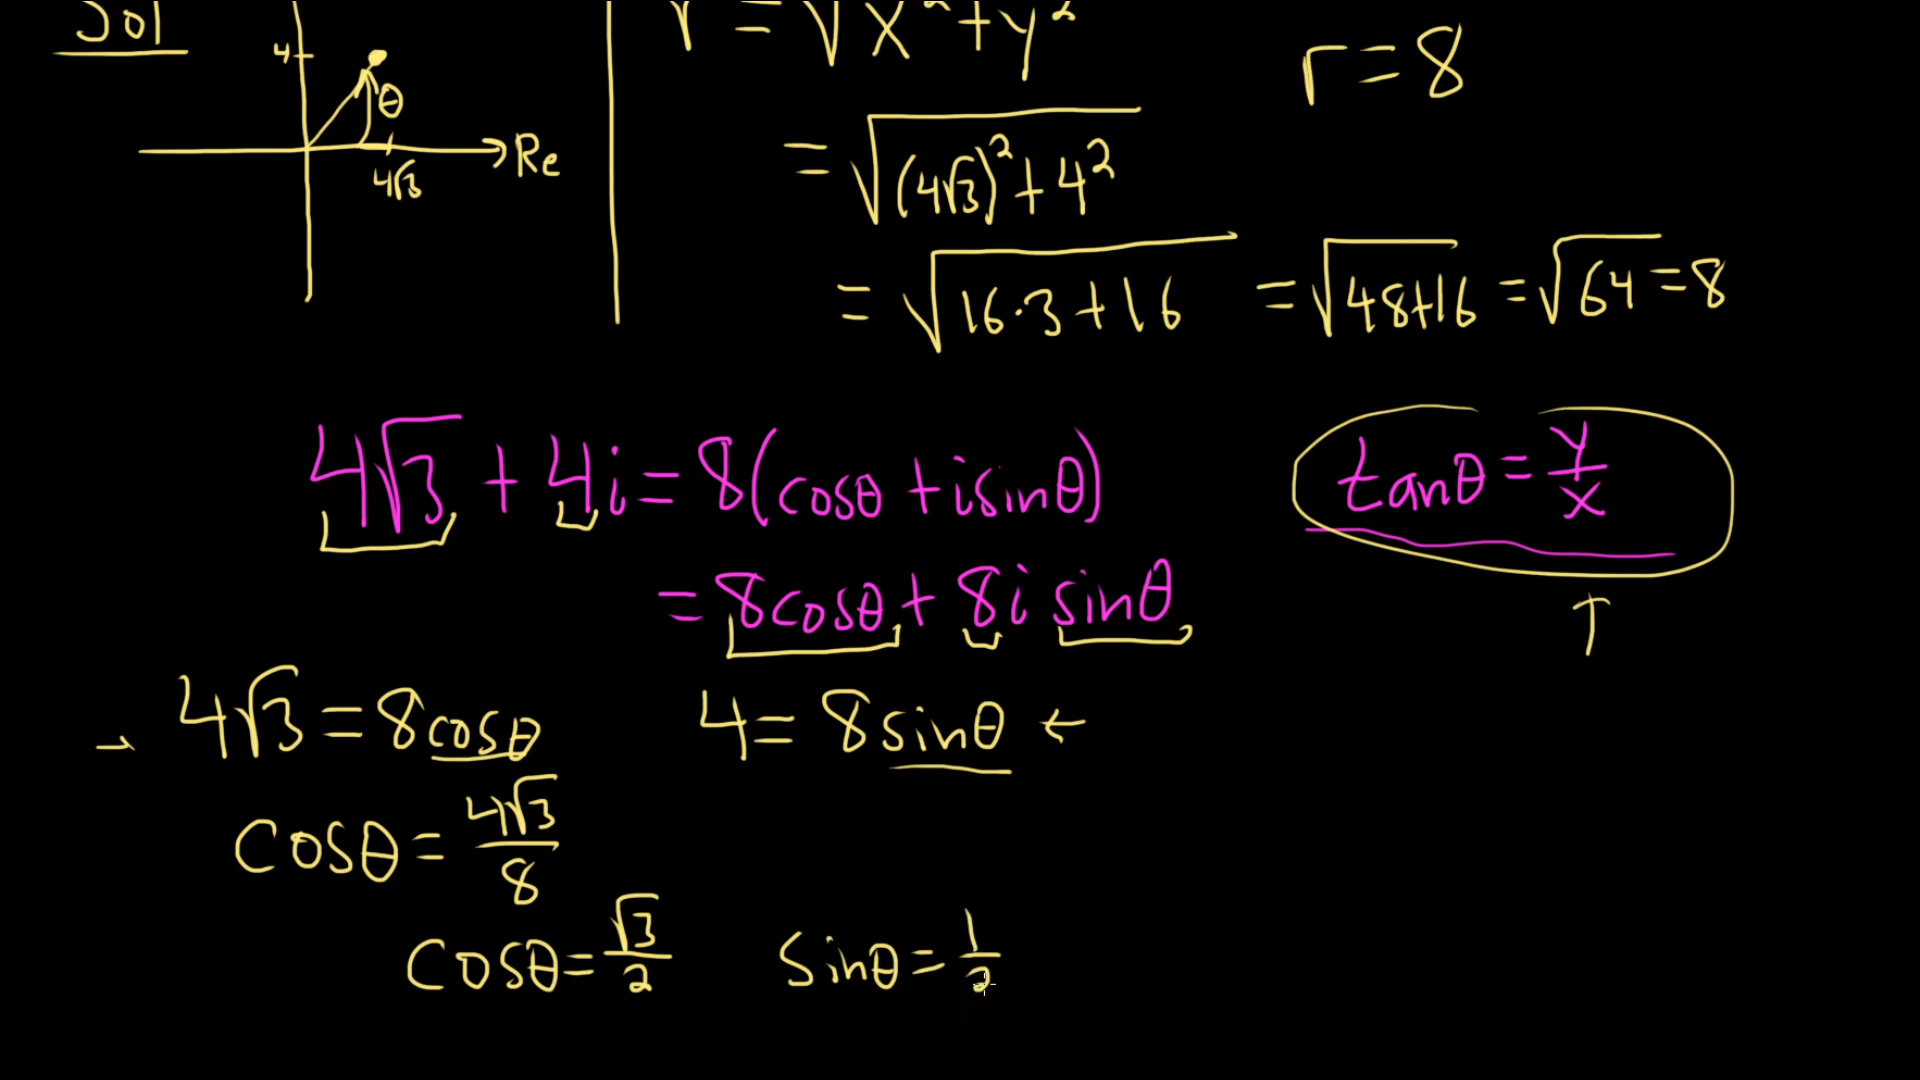 Sol
4
θ
Re
4√3
r = √x²+y²
r = 8
= √(4√3)²+4²
= √16·3+16 = √48+16 = √64 = 8
4√3 + 4i = 8(cosθ + isinθ)
tanθ = y/x
= 8cosθ + 8i sinθ
↑
→ 4√3 = 8cosθ
4 = 8sinθ ←
cosθ = 4√3/8
cosθ = √3/2
sinθ = 1/2